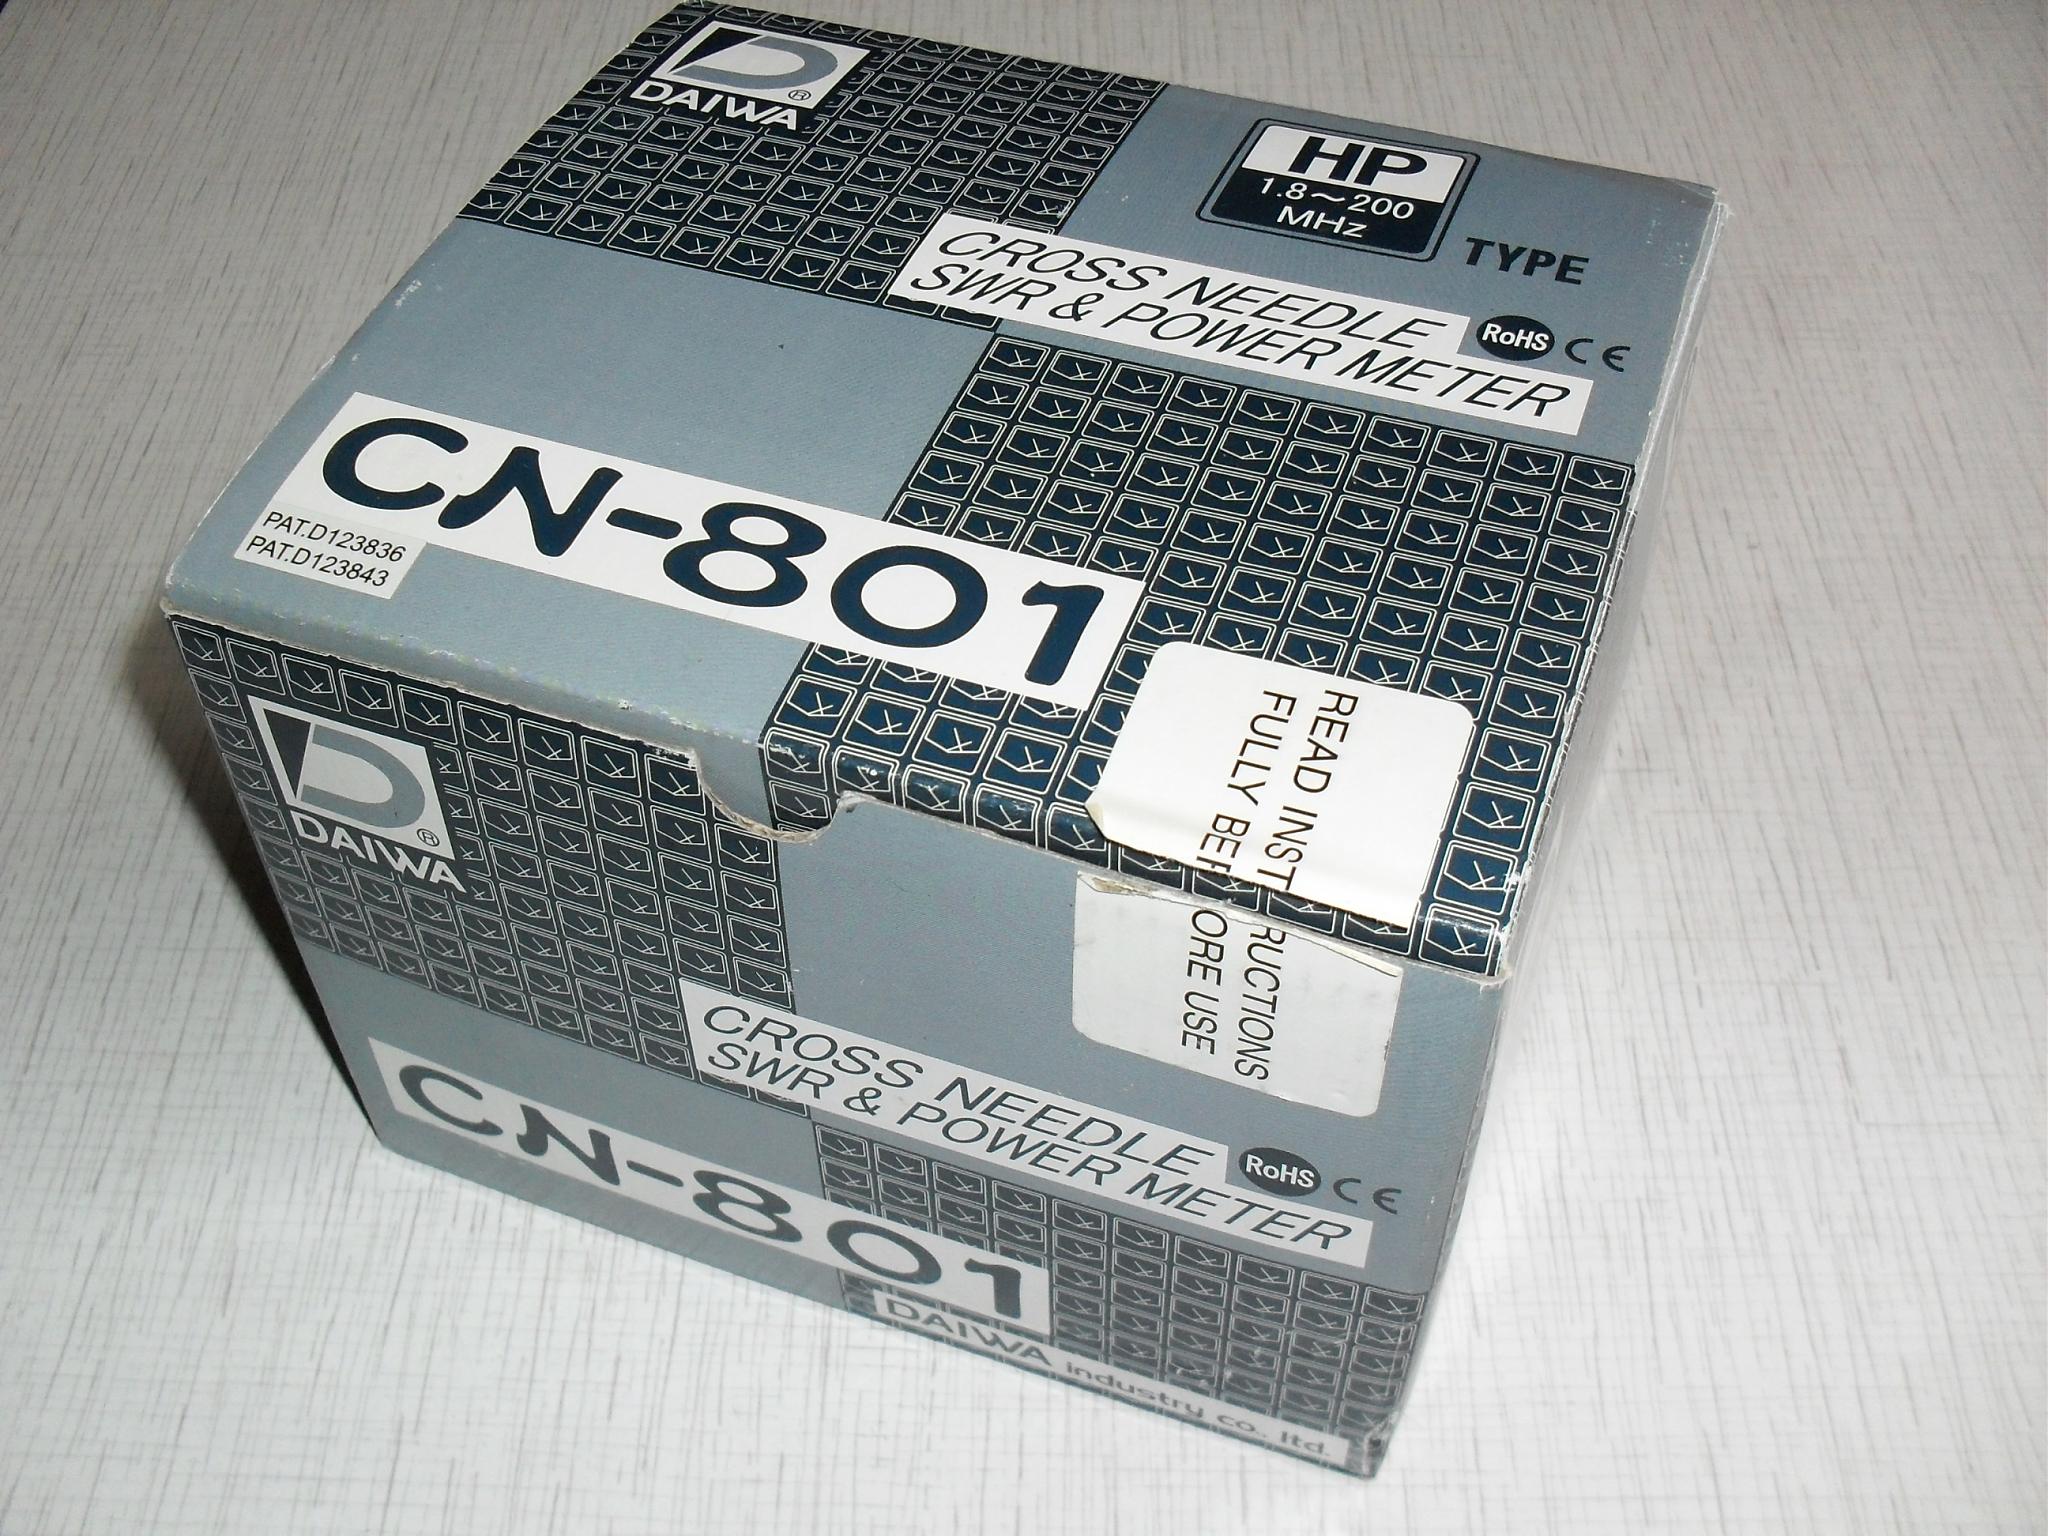 DAIWA
®
HP
1.8～200
MHz
TYPE
CROSS NEEDLE
SWR & POWER METER
RoHS CE
CN-801
PAT.D123836
PAT.D123843
READ INSTRUCTIONS
FULLY BEFORE USE
DAIWA
®
CROSS NEEDLE
SWR & POWER METER
RoHS CE
CN-801
DAIWA industry co., ltd.